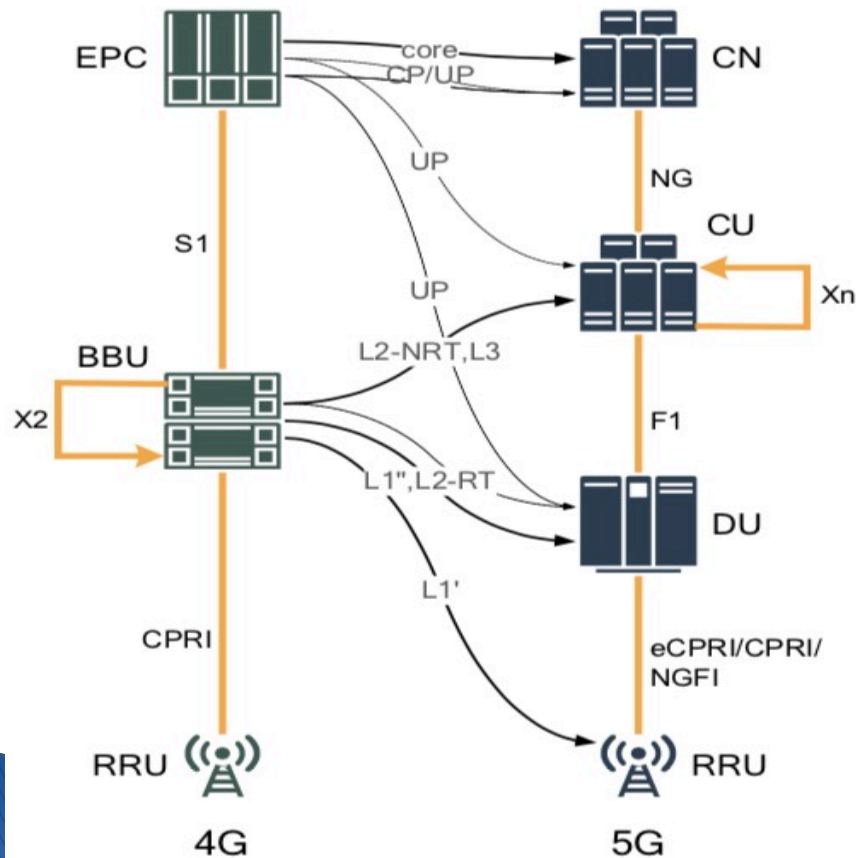 EPC
core
CP/UP
CN
UP
NG
S1
CU
UP
Xn
BBU
L2-NRT,L3
X2
F1
L1",L2-RT
DU
L1'
CPRI
eCPRI/CPRI/
NGFI
RRU
RRU
4G
5G